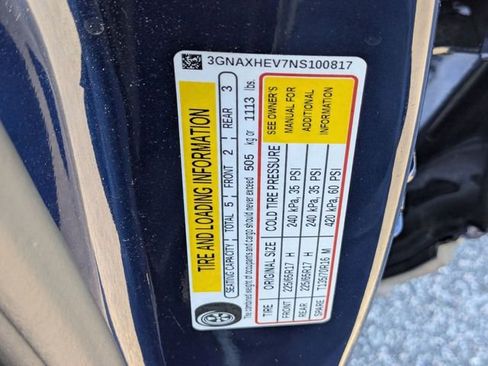 3GNAXHEV7NS100817
TIRE AND LOADING INFORMATION
SEATING CAPACITY TOTAL 5 FRONT 2 REAR 3
The combined weight of occupants and cargo should never exceed 505 kg or 1113 lbs.
TIRE ORIGINAL SIZE COLD TIRE PRESSURE
FRONT 225/65R17 H 240 kPa, 35 PSI
REAR 225/65R17 H 240 kPa, 35 PSI
SPARE T135/70R16 M 420 kPa, 60 PSI
SEE OWNER'S
MANUAL FOR
ADDITIONAL
INFORMATION